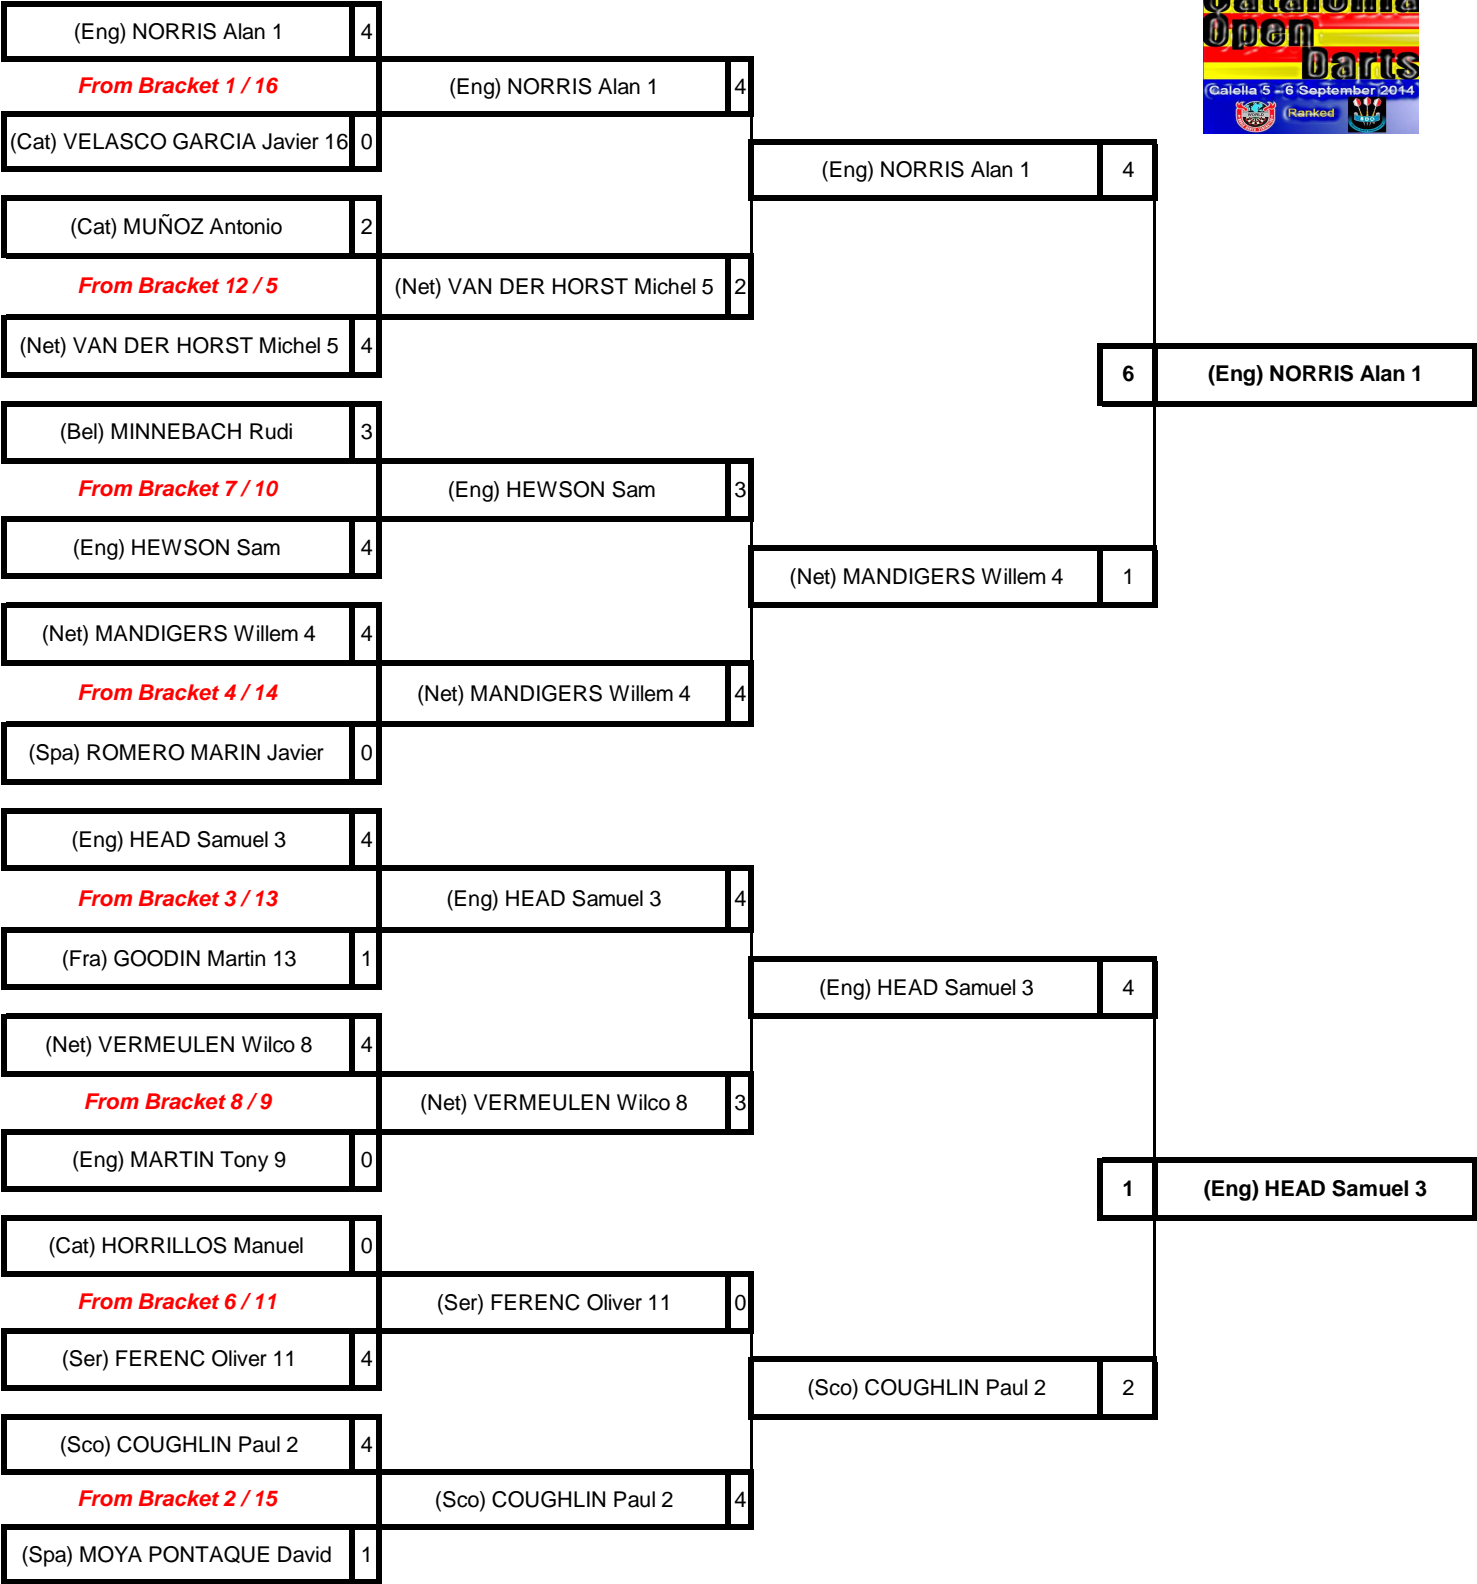 (Eng) NORRIS Alan 1 4
From Bracket 1 / 16
(Cat) VELASCO GARCIA Javier 16 0
(Cat) MUÑOZ Antonio 2
From Bracket 12 / 5
(Net) VAN DER HORST Michel 5 4
(Bel) MINNEBACH Rudi 3
From Bracket 7 / 10
(Eng) HEWSON Sam 4
(Net) MANDIGERS Willem 4 4
From Bracket 4 / 14
(Spa) ROMERO MARIN Javier 0
(Eng) HEAD Samuel 3 4
From Bracket 3 / 13
(Fra) GOODIN Martin 13 1
(Net) VERMEULEN Wilco 8 4
From Bracket 8 / 9
(Eng) MARTIN Tony 9 0
(Cat) HORRILLOS Manuel 0
From Bracket 6 / 11
(Ser) FERENC Oliver 11 4
(Sco) COUGHLIN Paul 2 4
From Bracket 2 / 15
(Spa) MOYA PONTAQUE David 1
(Eng) NORRIS Alan 1 4
(Net) VAN DER HORST Michel 5 2
(Eng) HEWSON Sam 3
(Net) MANDIGERS Willem 4 4
(Eng) HEAD Samuel 3 4
(Net) VERMEULEN Wilco 8 3
(Ser) FERENC Oliver 11 0
(Sco) COUGHLIN Paul 2 4
(Eng) NORRIS Alan 1 4
(Net) MANDIGERS Willem 4 1
(Eng) HEAD Samuel 3 4
(Sco) COUGHLIN Paul 2 2
Catalonia
Open
Darts
(Calella 5 - 6 September 2014)
(Ranked)
6 (Eng) NORRIS Alan 1
1 (Eng) HEAD Samuel 3